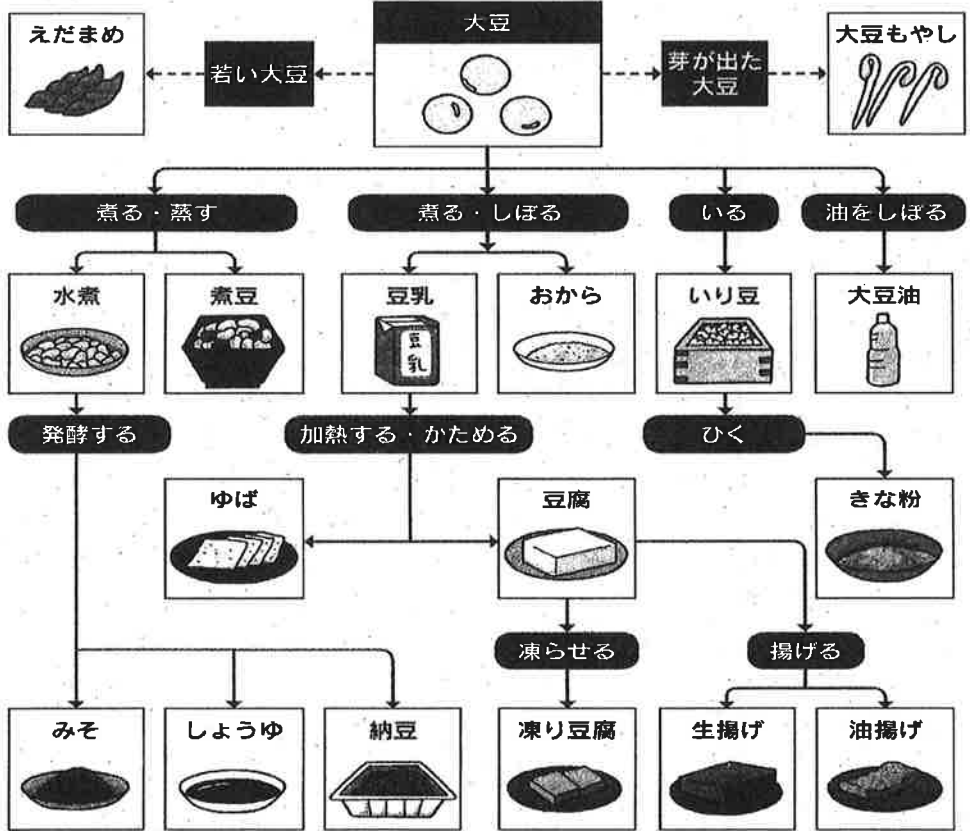 大豆
えだまめ
若い大豆
芽が出た
大豆
大豆もやし
煮る・蒸す
煮る・しぼる
いる
油をしぼる
水煮
煮豆
豆乳
豆
乳
おから
いり豆
大豆油
発酵する
加熱する・かためる
ひく
ゆば
豆腐
きな粉
凍らせる
揚げる
みそ
しょうゆ
納豆
凍り豆腐
生揚げ
油揚げ